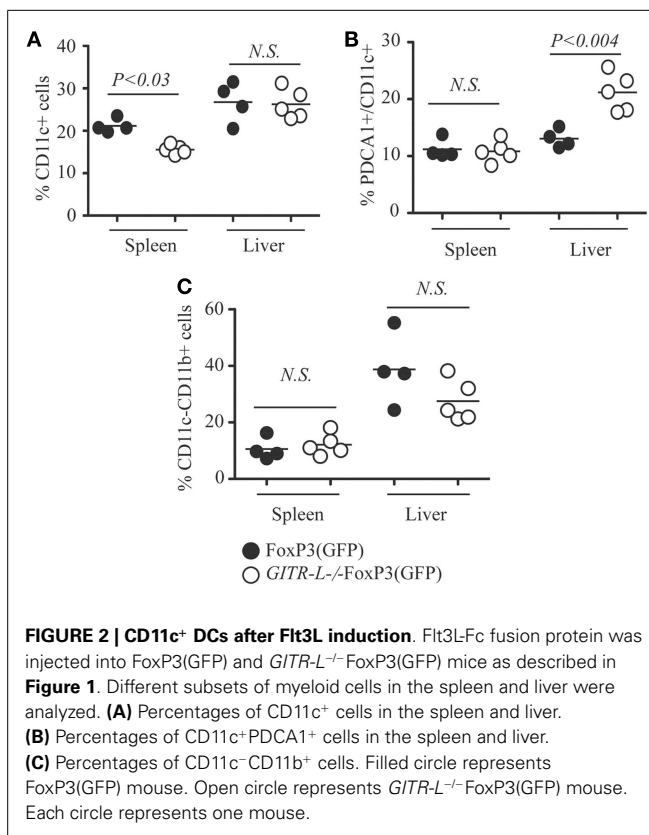 A
B
% CD11c+ cells
40
30
20
10
0
P<0.03
N.S.
Spleen
Liver
% PDCA1+/CD11c+
30
20
10
0
N.S.
P<0.004
Spleen
Liver
C
% CD11c-CD11b+ cells
60
40
20
0
N.S.
N.S.
Spleen
Liver
● FoxP3(GFP)
○ GITR-L-/-FoxP3(GFP)
FIGURE 2 | CD11c⁺ DCs after Flt3L induction. Flt3L-Fc fusion protein was
injected into FoxP3(GFP) and GITR-L⁻/⁻FoxP3(GFP) mice as described in
Figure 1. Different subsets of myeloid cells in the spleen and liver were
analyzed. (A) Percentages of CD11c⁺ cells in the spleen and liver.
(B) Percentages of CD11c⁺PDCA1⁺ cells in the spleen and liver.
(C) Percentages of CD11c⁻CD11b⁺ cells. Filled circle represents
FoxP3(GFP) mouse. Open circle represents GITR-L⁻/⁻FoxP3(GFP) mouse.
Each circle represents one mouse.